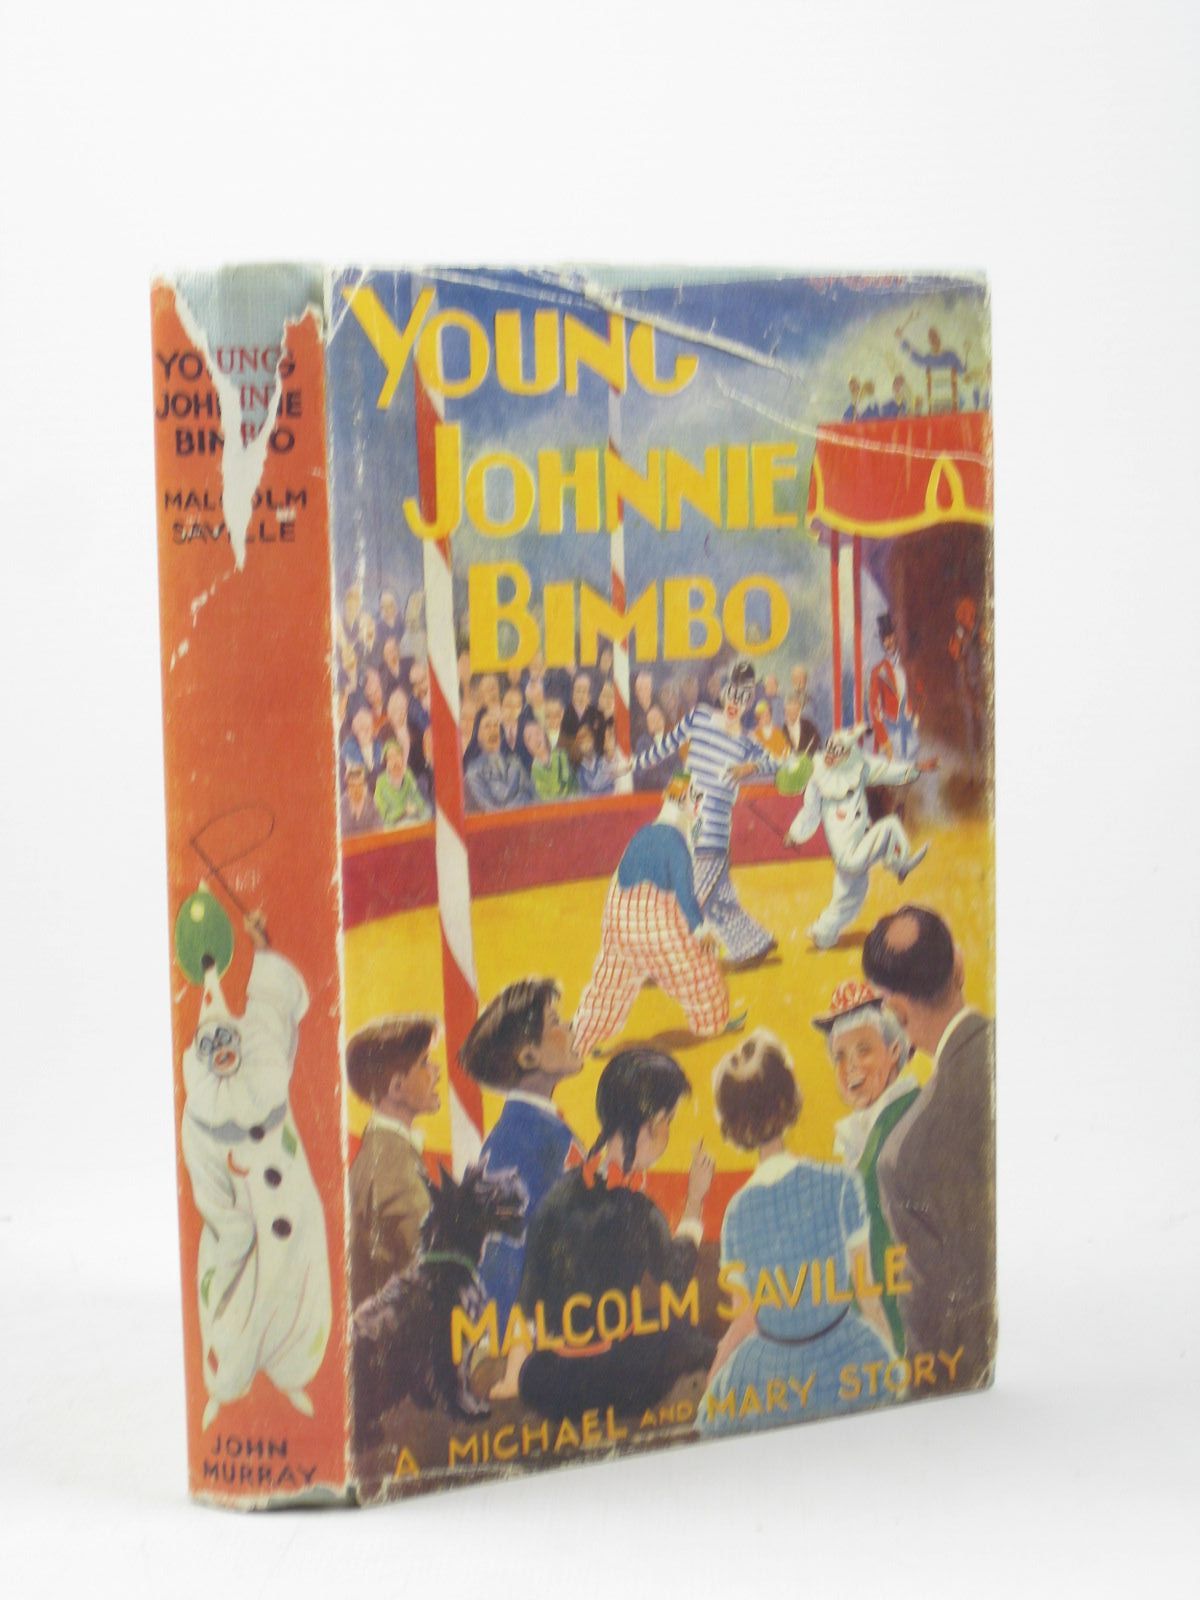 YOUNG
JOHNNIE
BIMBO
MALCOLM
SAVILLE
JOHN
MURRAY
YOUNG
JOHNNIE
BIMBO
MALCOLM SAVILLE
A MICHAEL AND MARY STORY